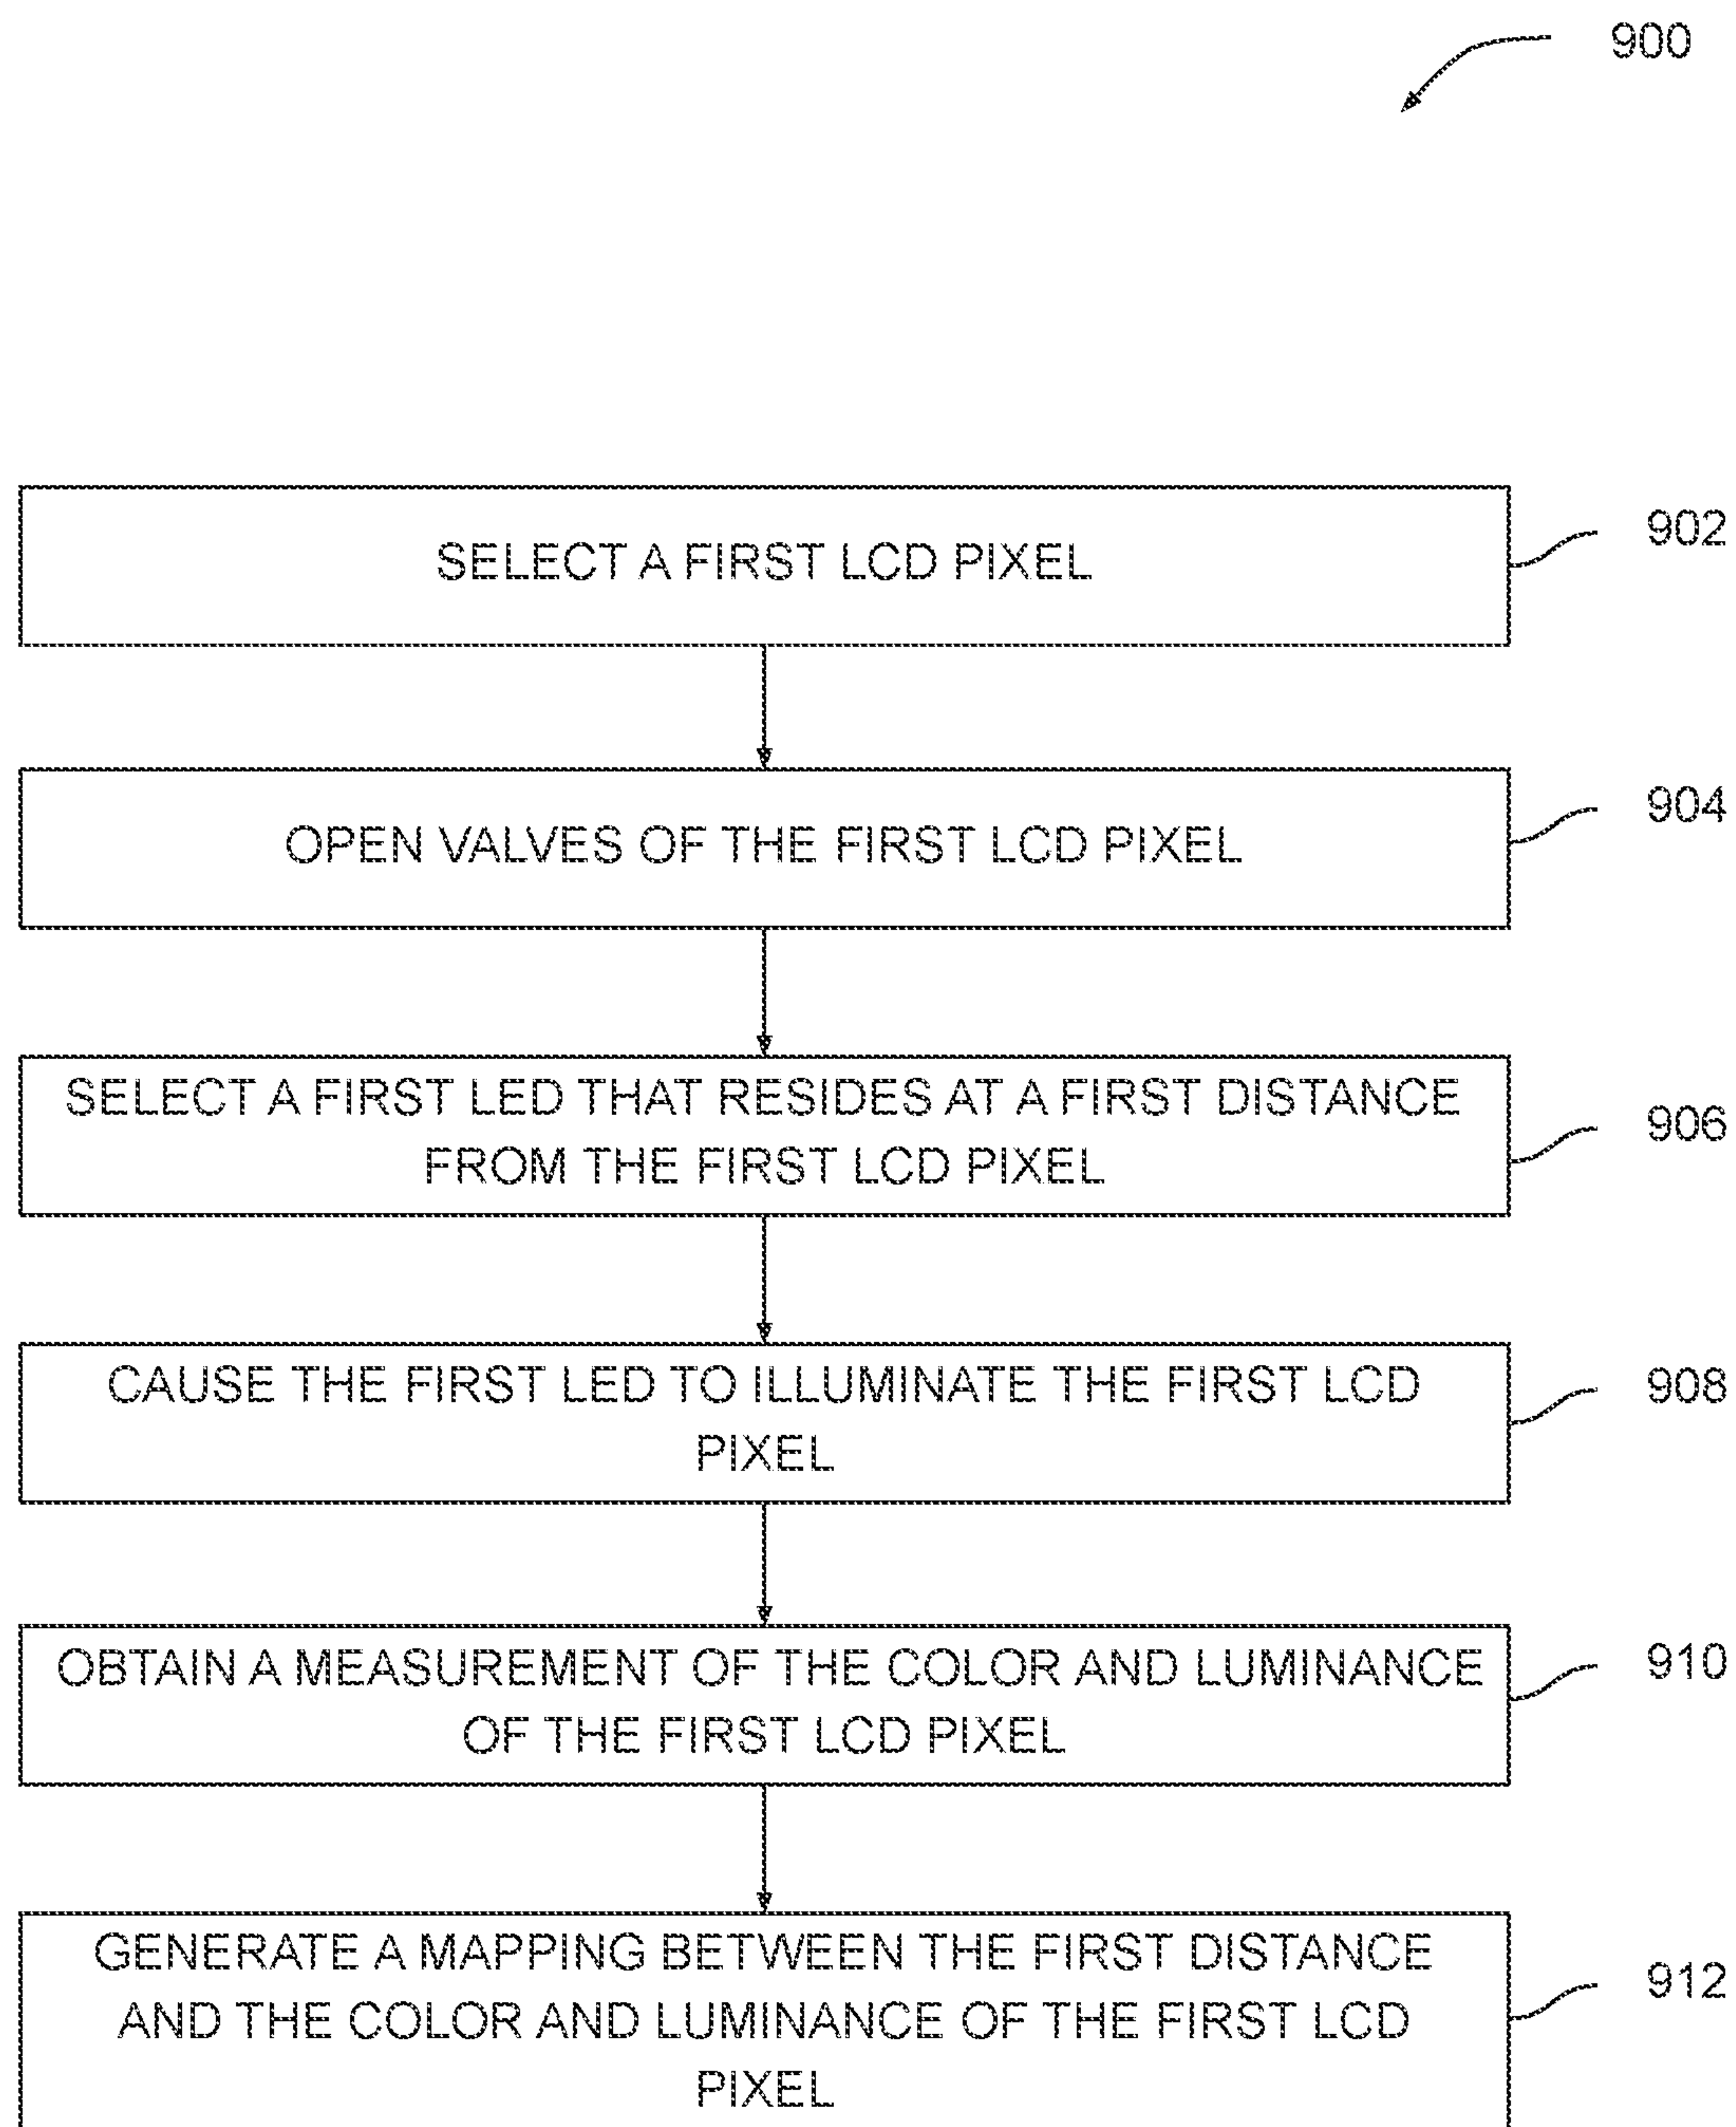 900
SELECT A FIRST LCD PIXEL
902
OPEN VALVES OF THE FIRST LCD PIXEL
904
SELECT A FIRST LED THAT RESIDES AT A FIRST DISTANCE
FROM THE FIRST LCD PIXEL
906
CAUSE THE FIRST LED TO ILLUMINATE THE FIRST LCD
PIXEL
908
OBTAIN A MEASUREMENT OF THE COLOR AND LUMINANCE
OF THE FIRST LCD PIXEL
910
GENERATE A MAPPING BETWEEN THE FIRST DISTANCE
AND THE COLOR AND LUMINANCE OF THE FIRST LCD
PIXEL
912